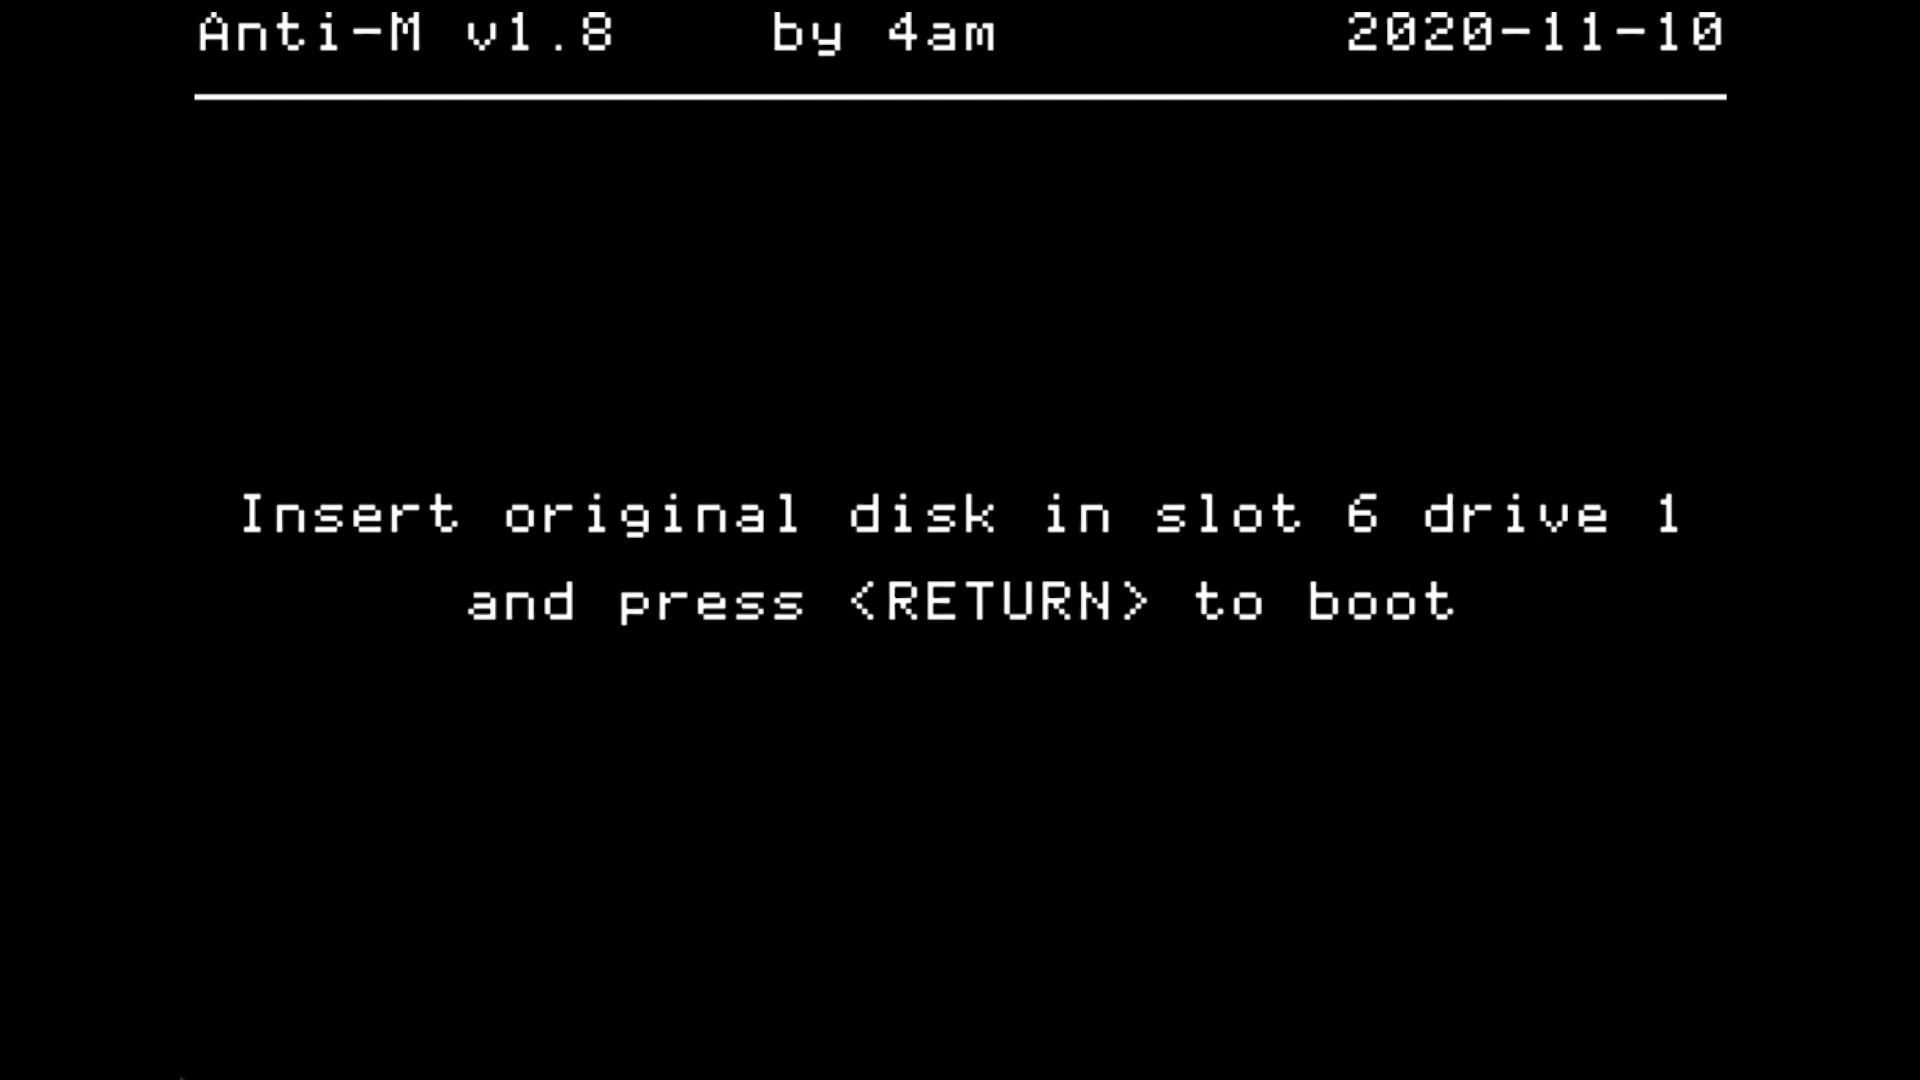 Anti-M v1.8 by 4am 2020-11-10
Insert original disk in slot 6 drive 1
and press <RETURN> to boot